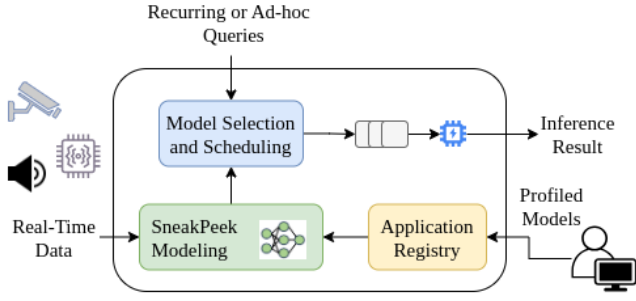 Recurring or Ad-hoc
Queries
Model Selection
and Scheduling
Inference
Result
Real-Time
Data
SneakPeek
Modeling
Application
Registry
Profiled
Models